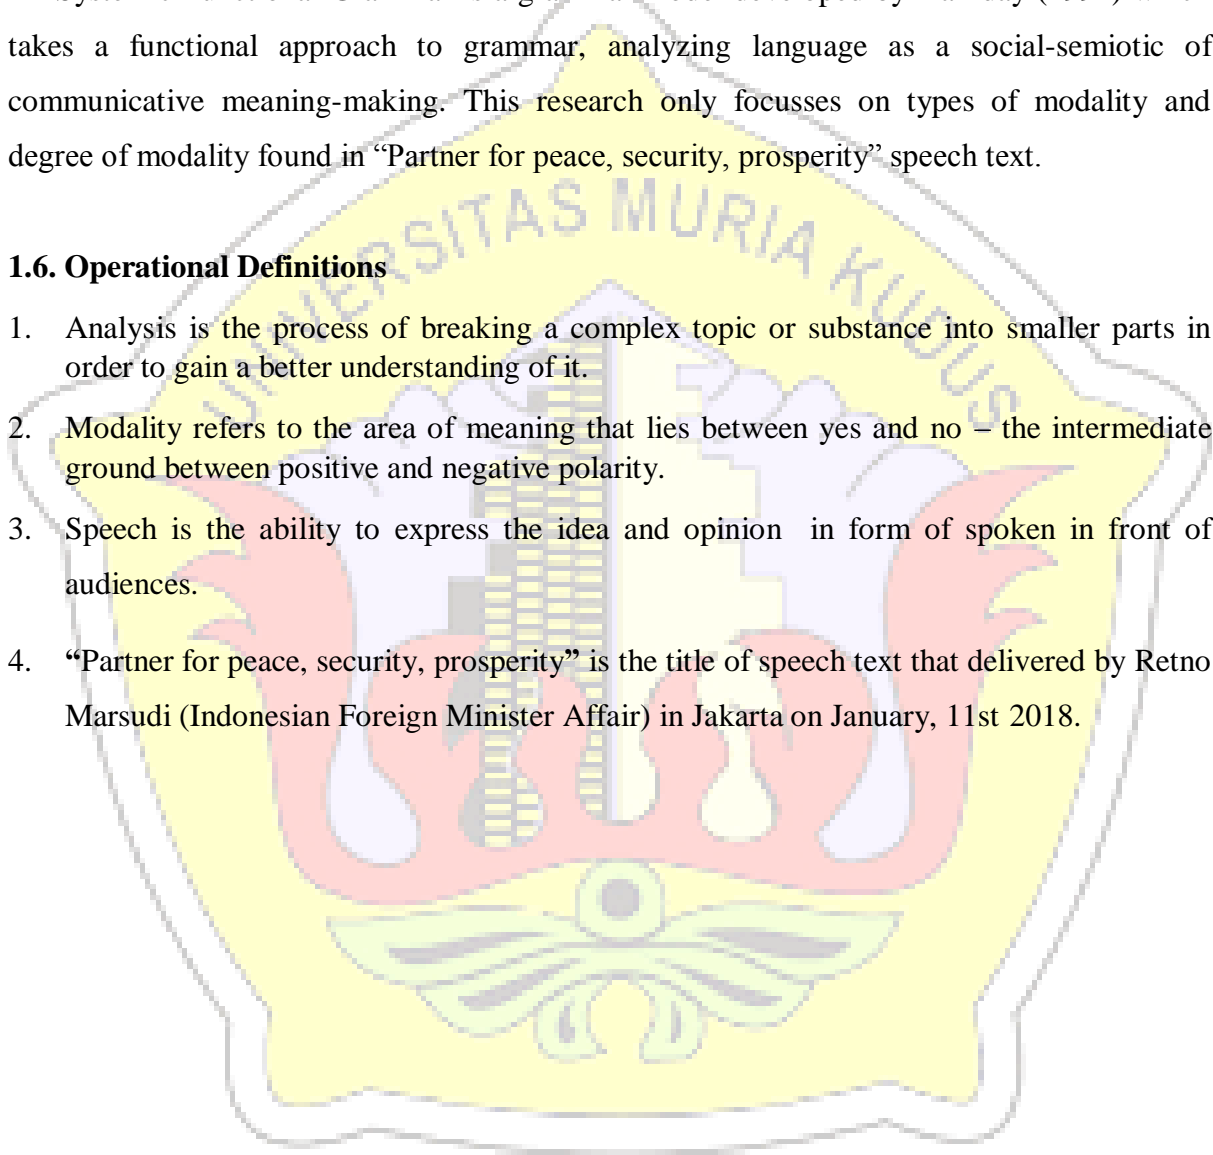 takes a functional approach to grammar, analyzing language as a social-semiotic of
communicative meaning-making. This research only focusses on types of modality and
degree of modality found in “Partner for peace, security, prosperity” speech text.
UNIVERSITAS MURIA KUDUS
1.6. Operational Definitions
1. Analysis is the process of breaking a complex topic or substance into smaller parts in
order to gain a better understanding of it.
2. Modality refers to the area of meaning that lies between yes and no – the intermediate
ground between positive and negative polarity.
3. Speech is the ability to express the idea and opinion in form of spoken in front of
audiences.
4. “Partner for peace, security, prosperity” is the title of speech text that delivered by Retno
Marsudi (Indonesian Foreign Minister Affair) in Jakarta on January, 11st 2018.